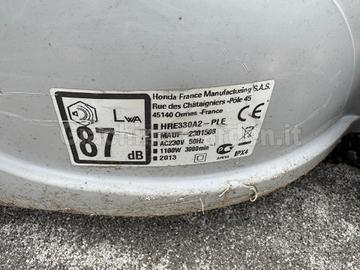 Honda France Manufacturing S.A.S.
Rue des Châtaigniers -Pôle 45
45140 Ormes -France
LWA
87
dB
HRE330A2-PLE
MAUF-2301508
AC230V 50Hz
1100W 3000min
2013
IPX4
CE